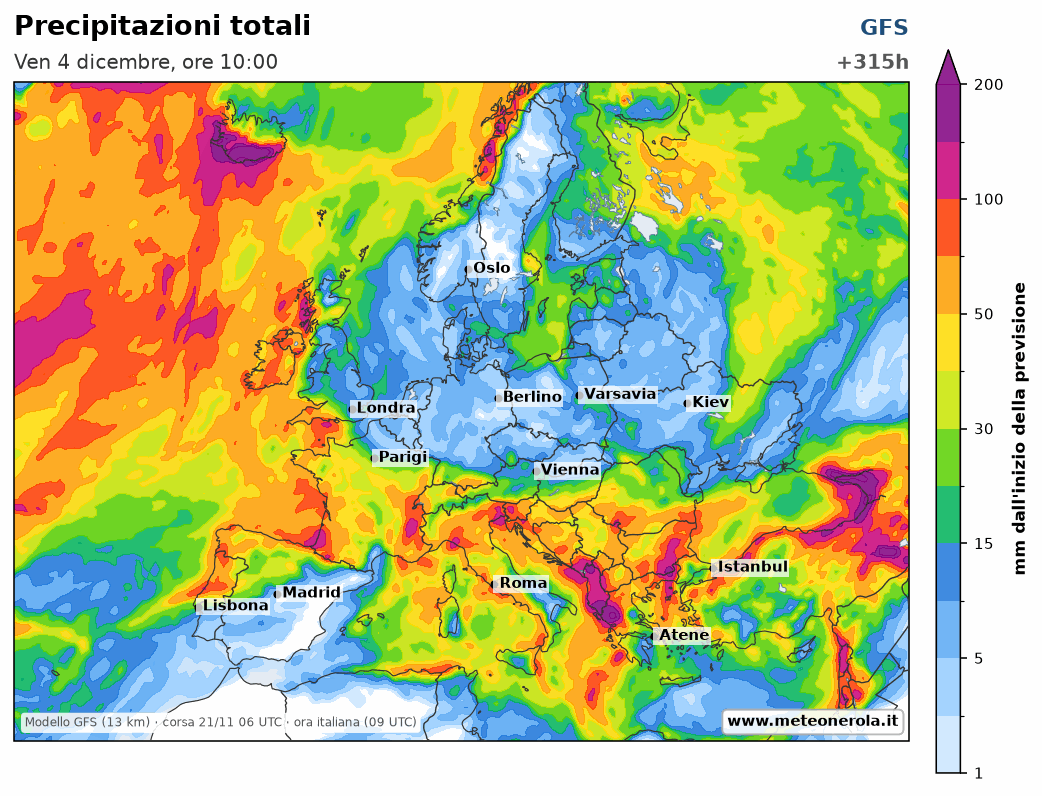 Precipitazioni totali
GFS
Ven 4 dicembre, ore 10:00
+315h
200
100
50
30
15
5
1
mm dall'inizio della previsione
Oslo
Berlino
Varsavia
Kiev
Londra
Parigi
Vienna
Istanbul
Roma
Madrid
Lisbona
Atene
Modello GFS (13 km) · corsa 21/11 06 UTC · ora italiana (09 UTC)
www.meteonerola.it